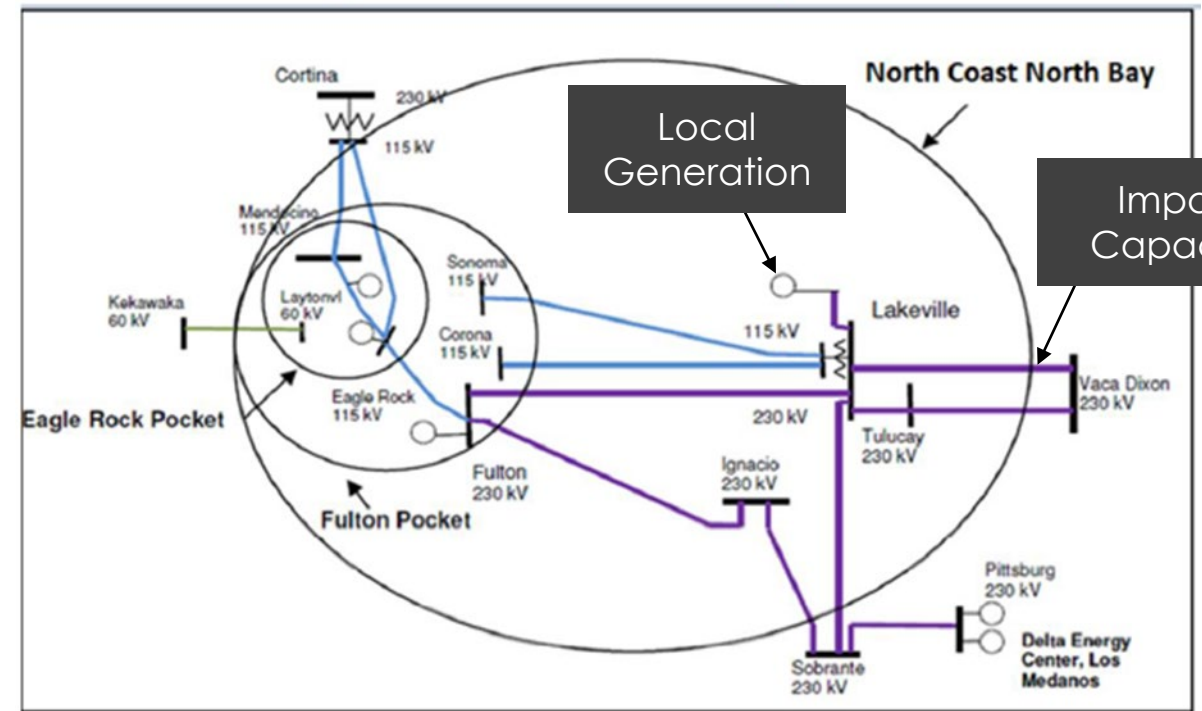 Cortina
230 kV
115 kV
North Coast North Bay
Local
Generation
Mendocino
115 kV
Sonoma
115 kV
Kekawaka
60 kV
Laytonvl
60 kV
Lakeville
115 kV
Corona
115 kV
Vaca Dixon
230 kV
Eagle Rock
115 kV
Eagle Rock Pocket
230 kV
Tulucay
230 kV
Fulton
230 kV
Ignacio
230 kV
Fulton Pocket
Pittsburg
230 kV
Delta Energy
Center, Los
Medanos
Sobrante
230 kV